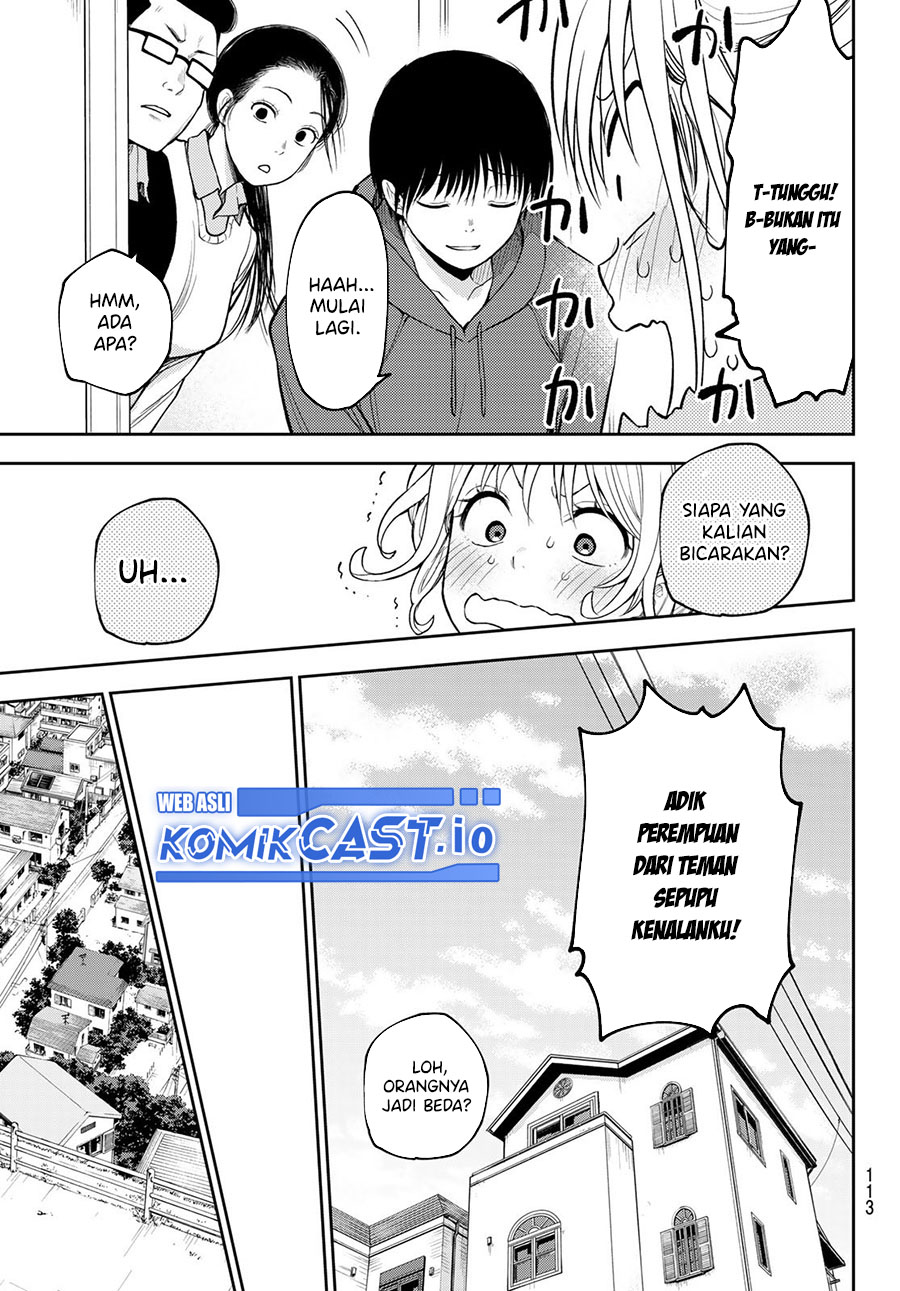 T-TUNGGU!
B-BUKAN ITU
YANG-
カァ
カ
カ
カ
カ
HAAH...
MULAI
LAGI.
HMM,
ADA
APA?
SIAPA YANG
KALIAN
BICARAKAN?
UH...
ADIK
PEREMPUAN
DARI TEMAN
SEPUPU
KENALANKU!
LOH,
ORANGNYA
JADI BEDA?
WEB ASLI
KOMIKCAST.io
113